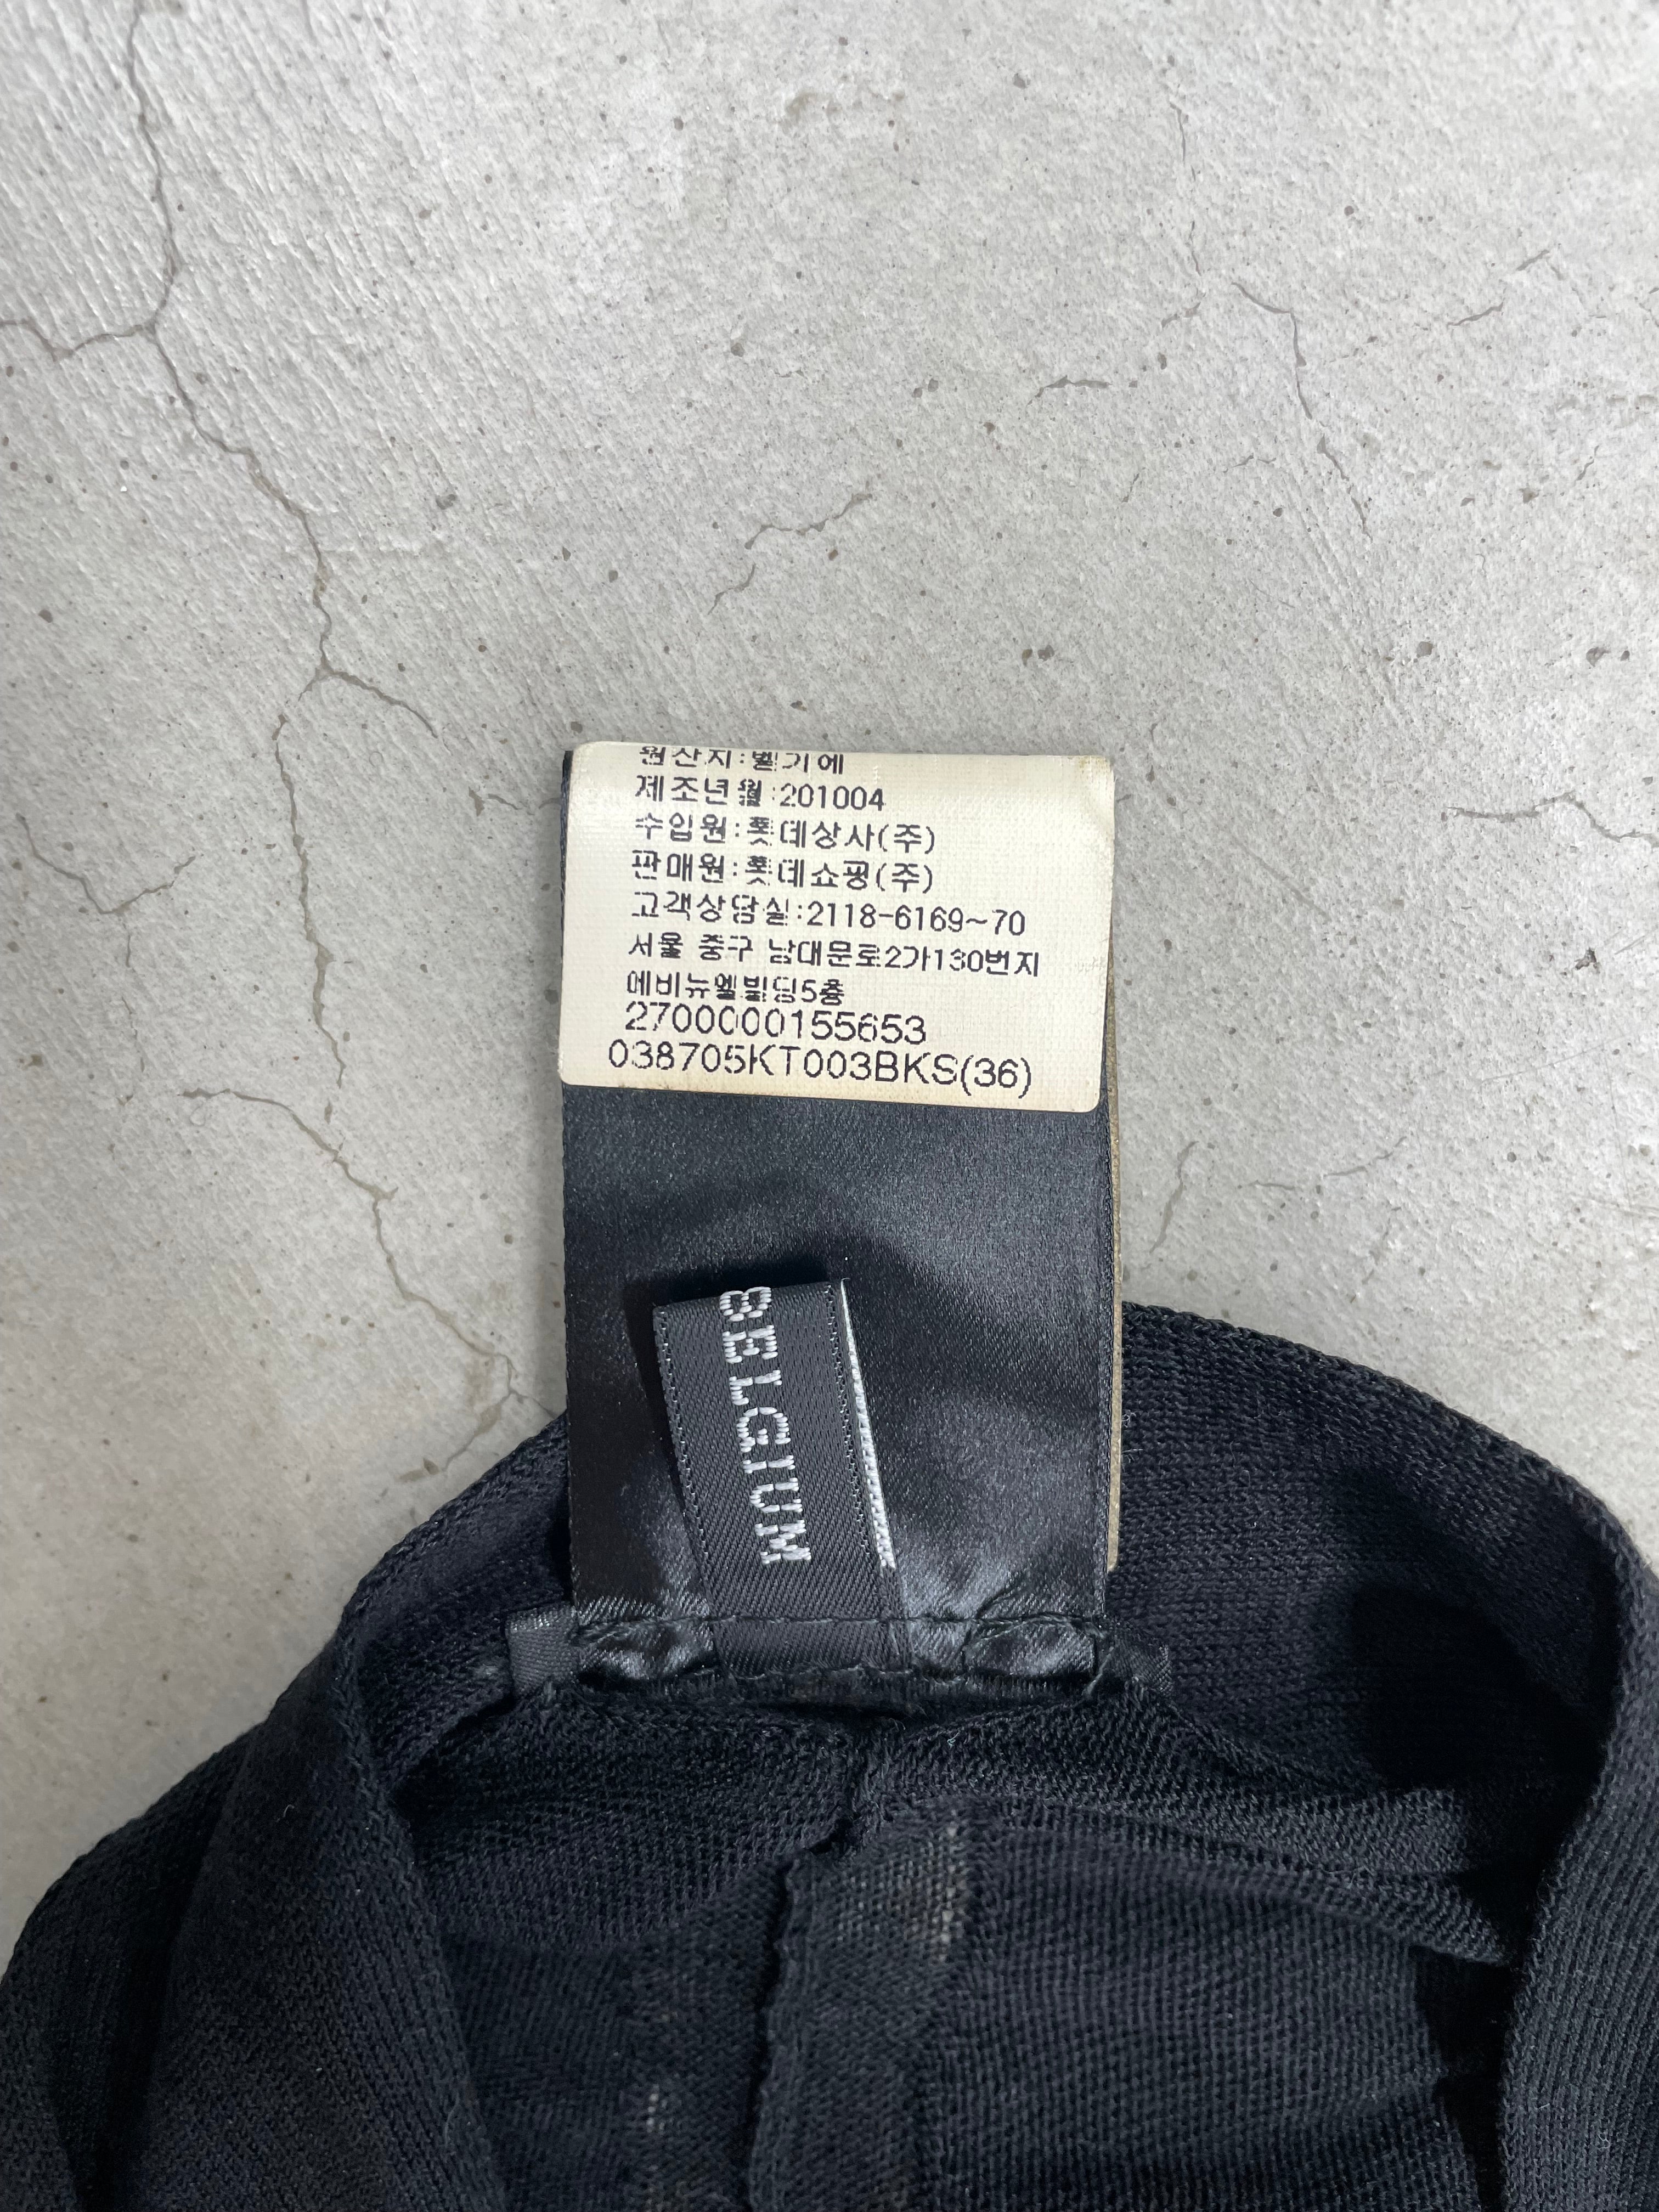 원산지:벨기에
제조년월:201004
수입원:롯데상사(주)
판매원:롯데쇼핑(주)
고객상담실:2118-6169~70
서울 중구 남대문로2가130번지
에비뉴엘빌딩5층
2700000155653
038705KT003BKS(36)
BELGIUM